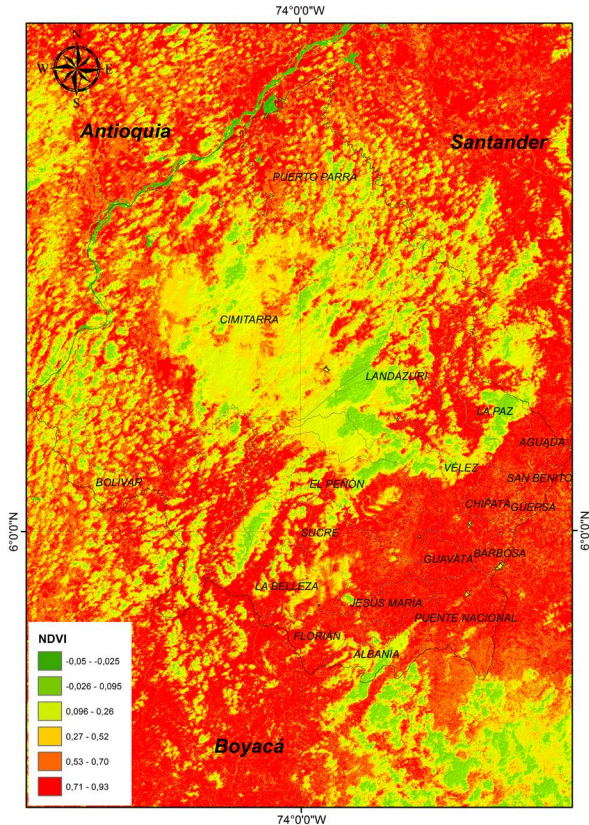 74°0'0"W
N
W E
S
Antioquia
Santander
PUERTO PARRA
CIMITARRA
LANDÁZURI
LA PAZ
AGUADA
VÉLEZ
SAN BENITO
BOLÍVAR
EL PEÑÓN
CHIPATÁ
GUEPSA
6°0'0"N
6°0'0"N
SUCRE
GUAVATÁ
BARBOSA
LA BELLEZA
JESÚS MARÍA
PUENTE NACIONAL
FLORIÁN
ALBANIA
NDVI
-0,05 - -0,025
-0,026 - 0,095
0,096 - 0,26
0,27 - 0,52
0,53 - 0,70
0,71 - 0,93
Boyacá
74°0'0"W